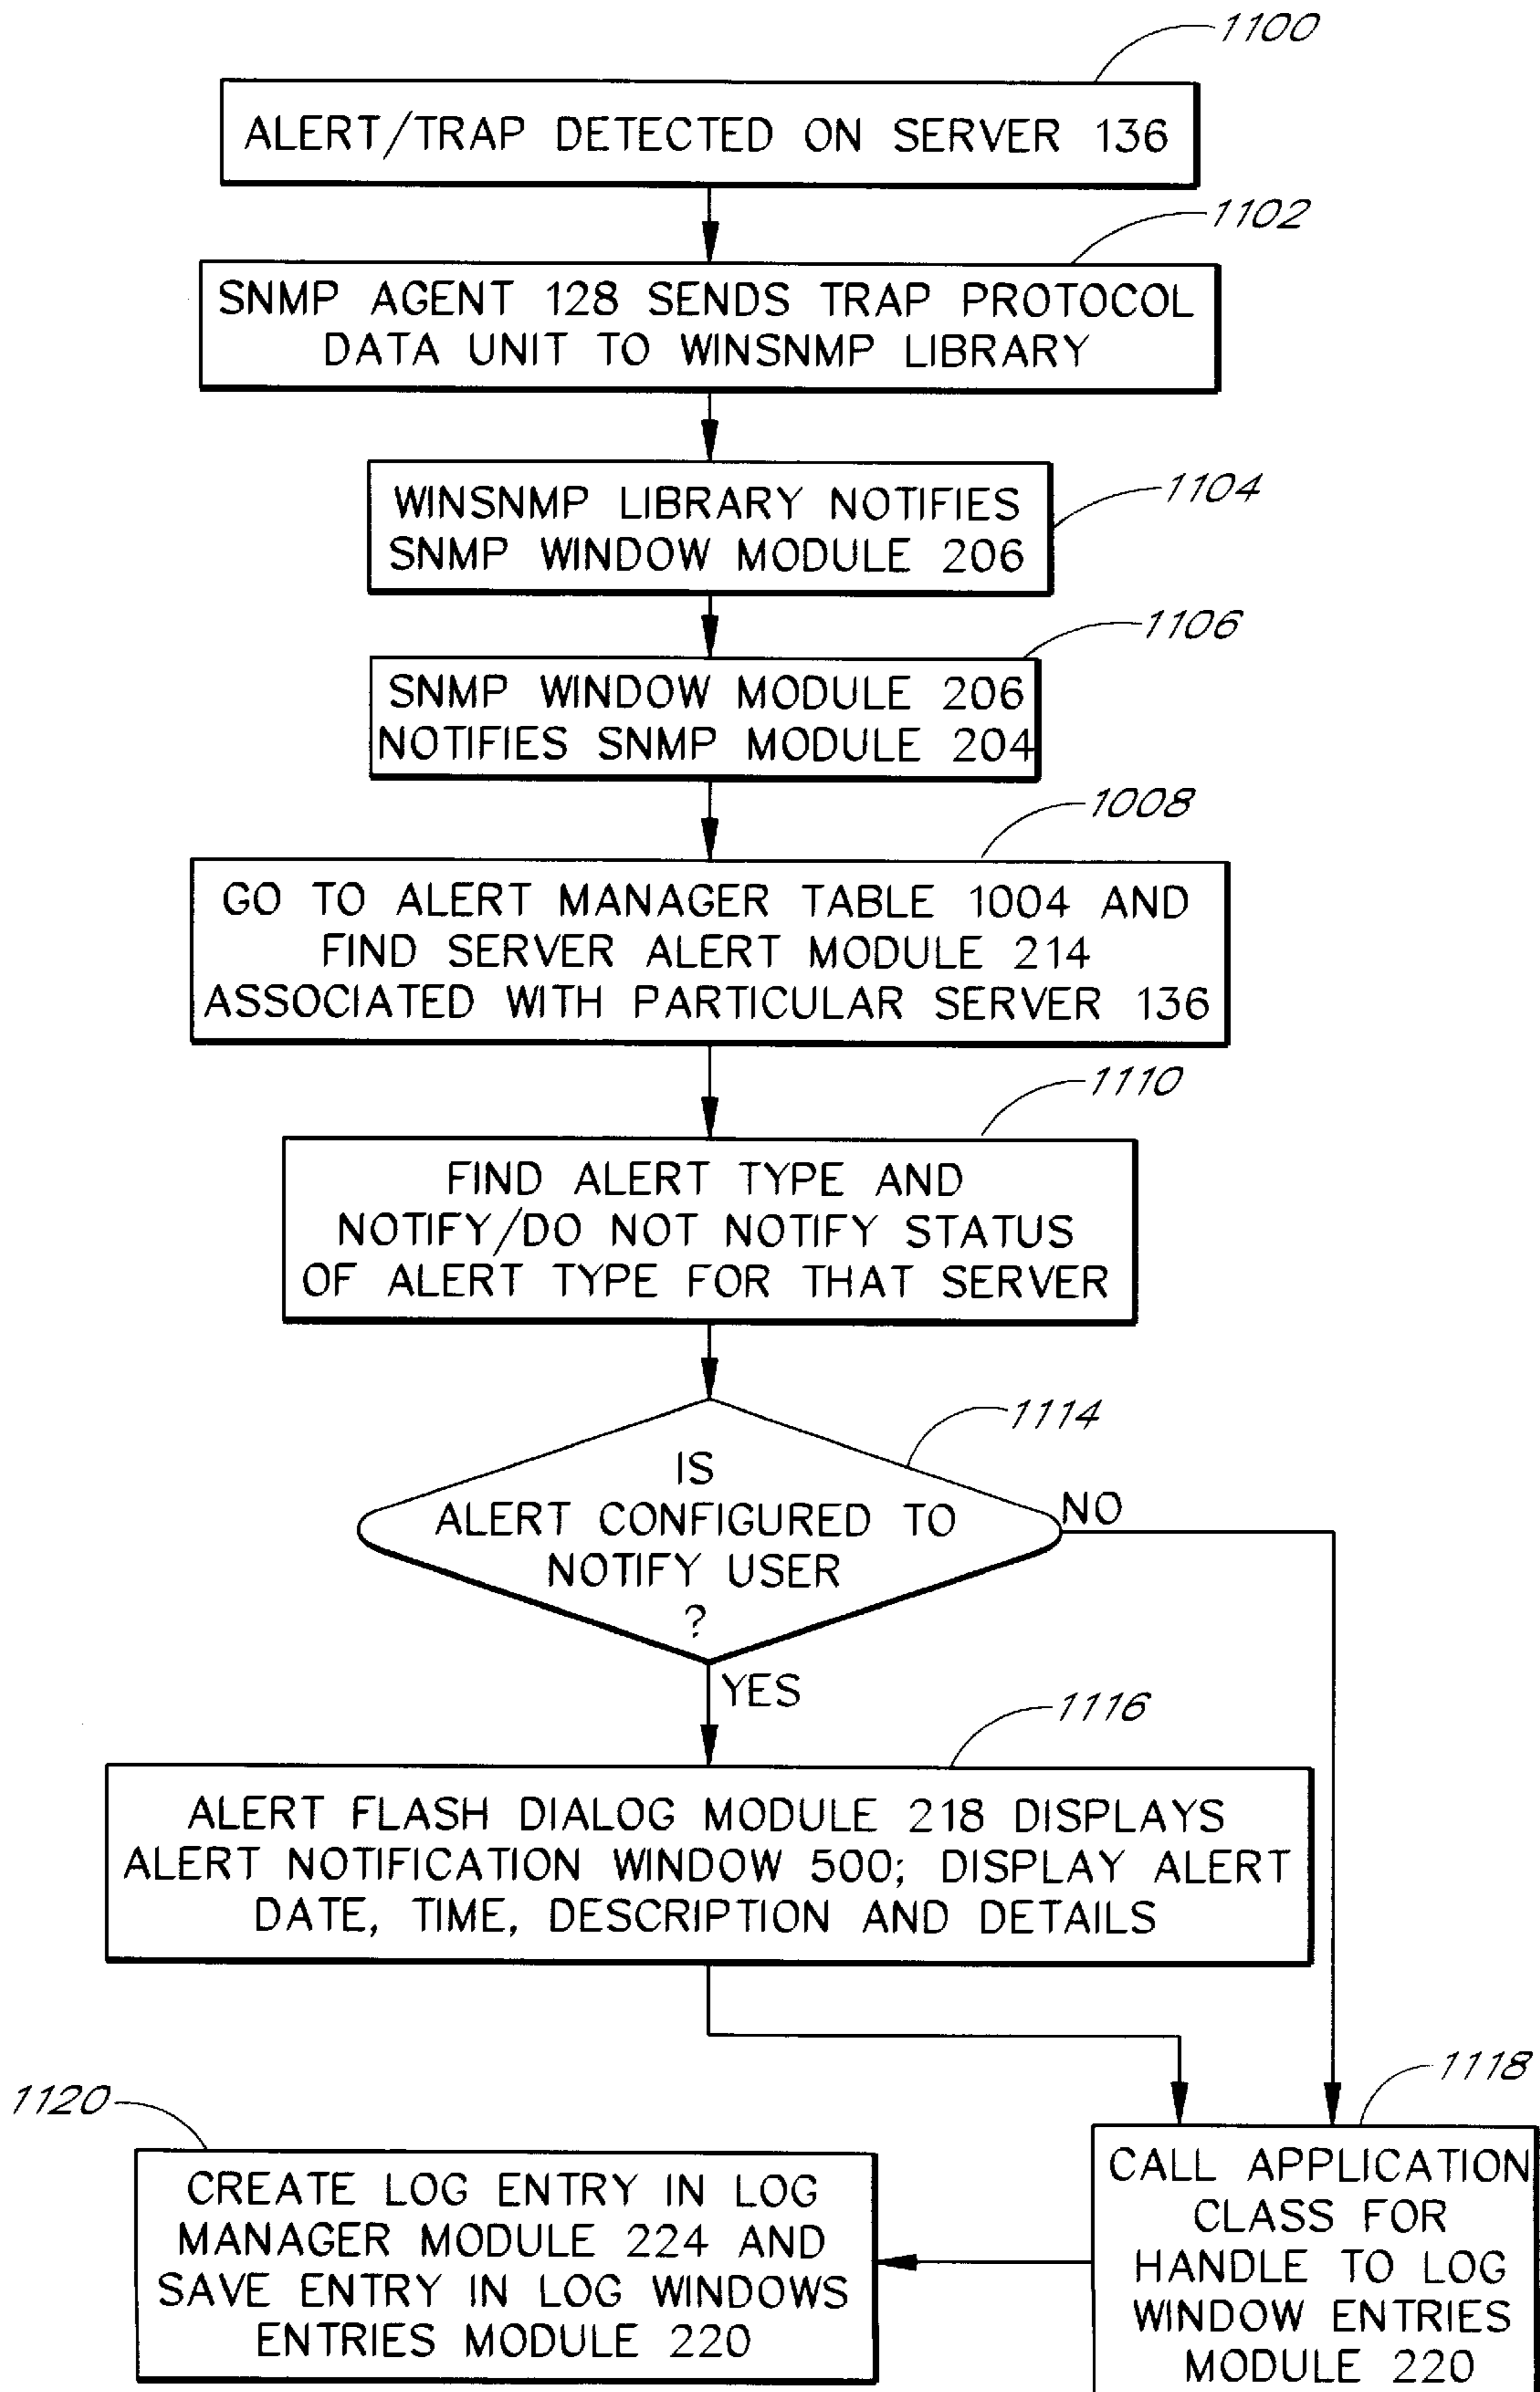 1100
ALERT/TRAP DETECTED ON SERVER 136
1102
SNMP AGENT 128 SENDS TRAP PROTOCOL
DATA UNIT TO WINSNMP LIBRARY
1104
WINSNMP LIBRARY NOTIFIES
SNMP WINDOW MODULE 206
1106
SNMP WINDOW MODULE 206
NOTIFIES SNMP MODULE 204
1008
GO TO ALERT MANAGER TABLE 1004 AND
FIND SERVER ALERT MODULE 214
ASSOCIATED WITH PARTICULAR SERVER 136
1110
FIND ALERT TYPE AND
NOTIFY/DO NOT NOTIFY STATUS
OF ALERT TYPE FOR THAT SERVER
1114
IS
ALERT CONFIGURED TO
NOTIFY USER
?
NO
YES
1116
ALERT FLASH DIALOG MODULE 218 DISPLAYS
ALERT NOTIFICATION WINDOW 500; DISPLAY ALERT
DATE, TIME, DESCRIPTION AND DETAILS
1118
CALL APPLICATION
CLASS FOR
HANDLE TO LOG
WINDOW ENTRIES
MODULE 220
1120
CREATE LOG ENTRY IN LOG
MANAGER MODULE 224 AND
SAVE ENTRY IN LOG WINDOWS
ENTRIES MODULE 220